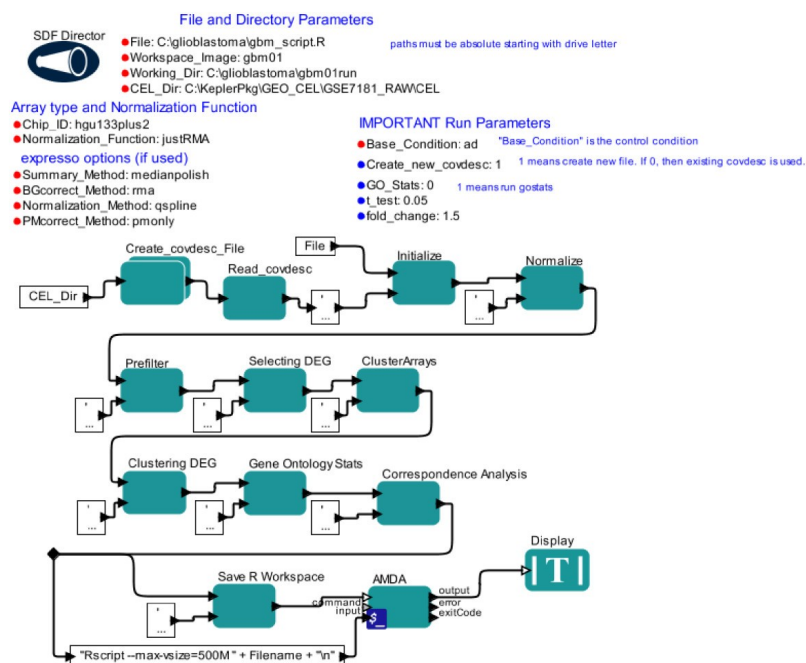 File and Directory Parameters
SDF Director
File: C:\glioblastoma\gbm_script.R
paths must be absolute starting with drive letter
Workspace_Image: gbm01
Working_Dir: C:\glioblastoma\gbm01run
CEL_Dir: C:\KeplerPkg\GEO_CEL\GSE7181_RAW\CEL
Array type and Normalization Function
Chip_ID: hgu133plus2
Normalization_Function: justRMA
expresso options (if used)
Summary_Method: medianpolish
BGcorrect_Method: rma
Normalization_Method: qspline
PMcorrect_Method: pmonly
IMPORTANT Run Parameters
Base_Condition: ad
"Base_Condition" is the control condition
Create_new_covdesc: 1
1 means create new file. If 0, then existing covdesc is used.
GO_Stats: 0
1 means run gostats
t_test: 0.05
fold_change: 1.5
Create_covdesc_File
File
Initialize
Normalize
Read_covdesc
CEL_Dir
' ...
' ...
Prefilter
Selecting DEG
ClusterArrays
' ...
' ...
' ...
Clustering DEG
Gene Ontology Stats
Correspondence Analysis
' ...
' ...
' ...
Display
T
Save R Workspace
AMDA
output
command
error
input
exitCode
$_
' ...
"Rscript --max-vsize=500M " + Filename + "\n"